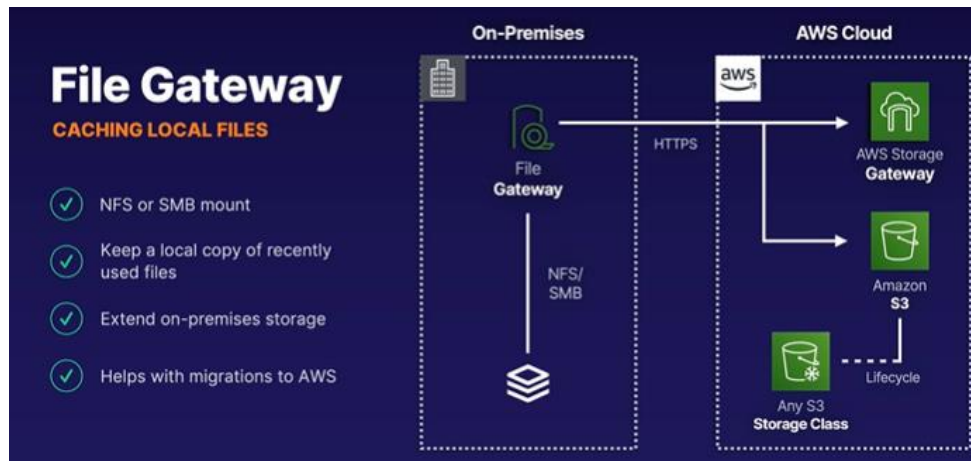 File Gateway
CACHING LOCAL FILES
NFS or SMB mount
Keep a local copy of recently
used files
Extend on-premises storage
Helps with migrations to AWS
On-Premises
File
Gateway
NFS/
SMB
HTTPS
AWS Cloud
aws
AWS Storage
Gateway
Amazon
S3
Lifecycle
Any S3
Storage Class